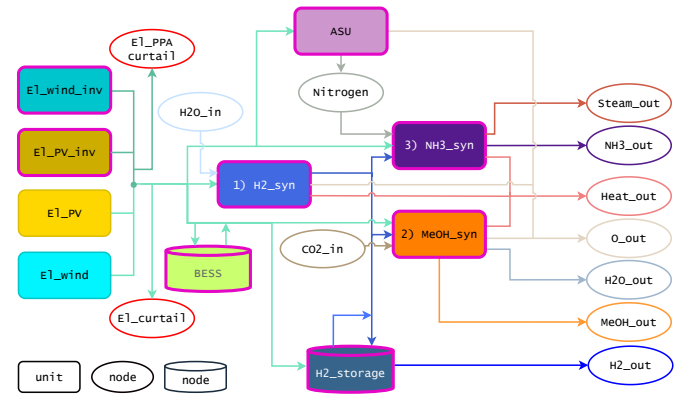 ASU
El_PPA
curtail
El_wind_inv
Nitrogen
H2O_in
Steam_out
El_PV_inv
3) NH3_syn
NH3_out
1) H2_syn
Heat_out
El_PV
2) MeOH_syn
O_out
CO2_in
El_wind
BESS
H2O_out
El_curtail
MeOH_out
H2_storage
H2_out
unit
node
node